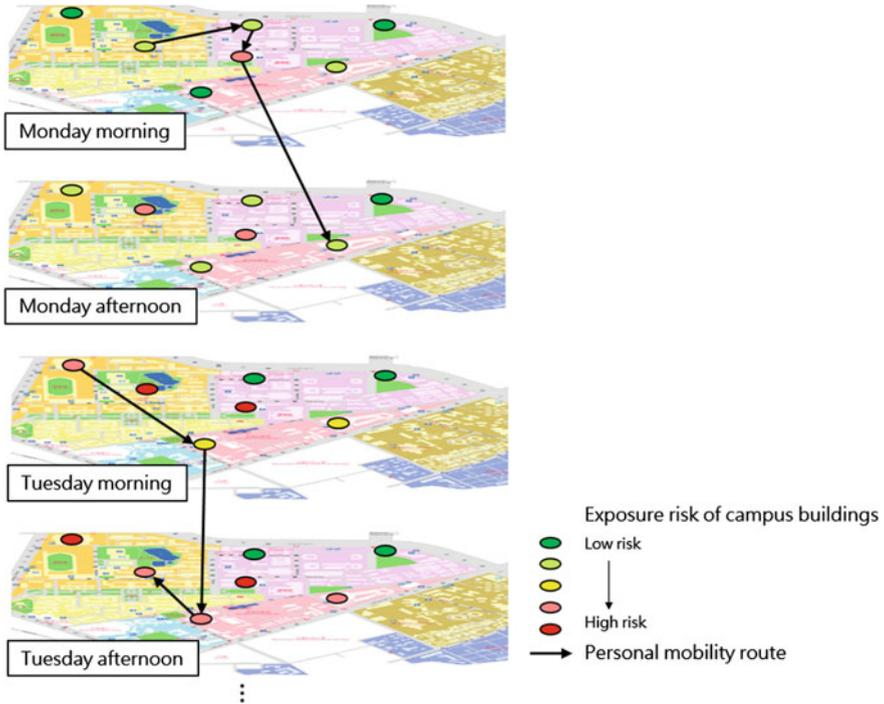 Monday morning
Monday afternoon
Tuesday morning
Tuesday afternoon
⋮
Exposure risk of campus buildings
Low risk
High risk
Personal mobility route